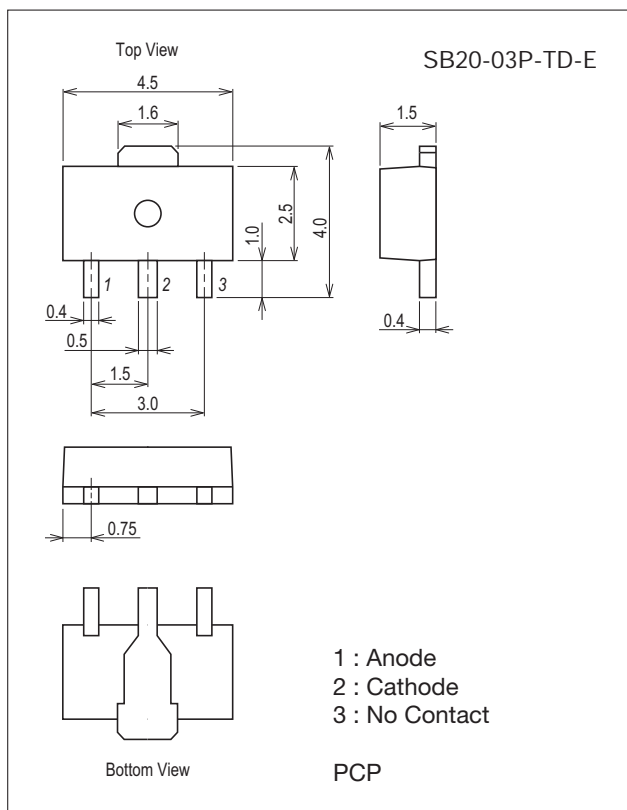 Top View
SB20-03P-TD-E
4.5
1.6
1.5
2.5
4.0
1.0
1
2
3
0.4
0.5
1.5
3.0
0.4
0.75
1 : Anode
2 : Cathode
3 : No Contact
Bottom View
PCP